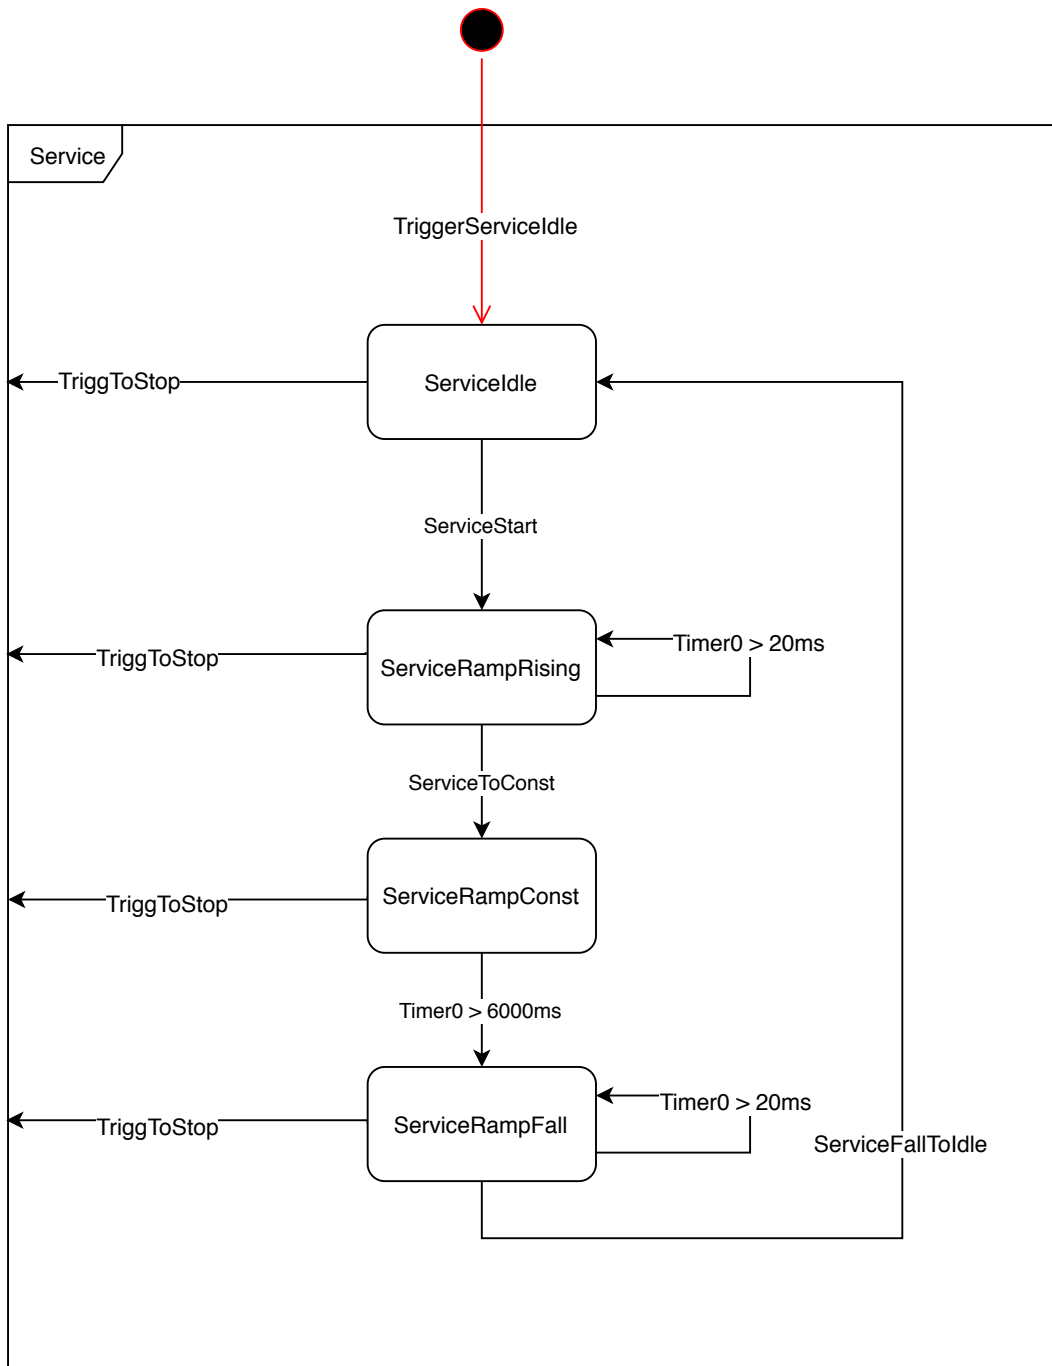 Service
TriggerServiceIdle
TriggToStop
ServiceIdle
ServiceStart
TriggToStop
ServiceRampRising
Timer0 > 20ms
ServiceToConst
TriggToStop
ServiceRampConst
Timer0 > 6000ms
TriggToStop
ServiceRampFall
Timer0 > 20ms
ServiceFallToIdle